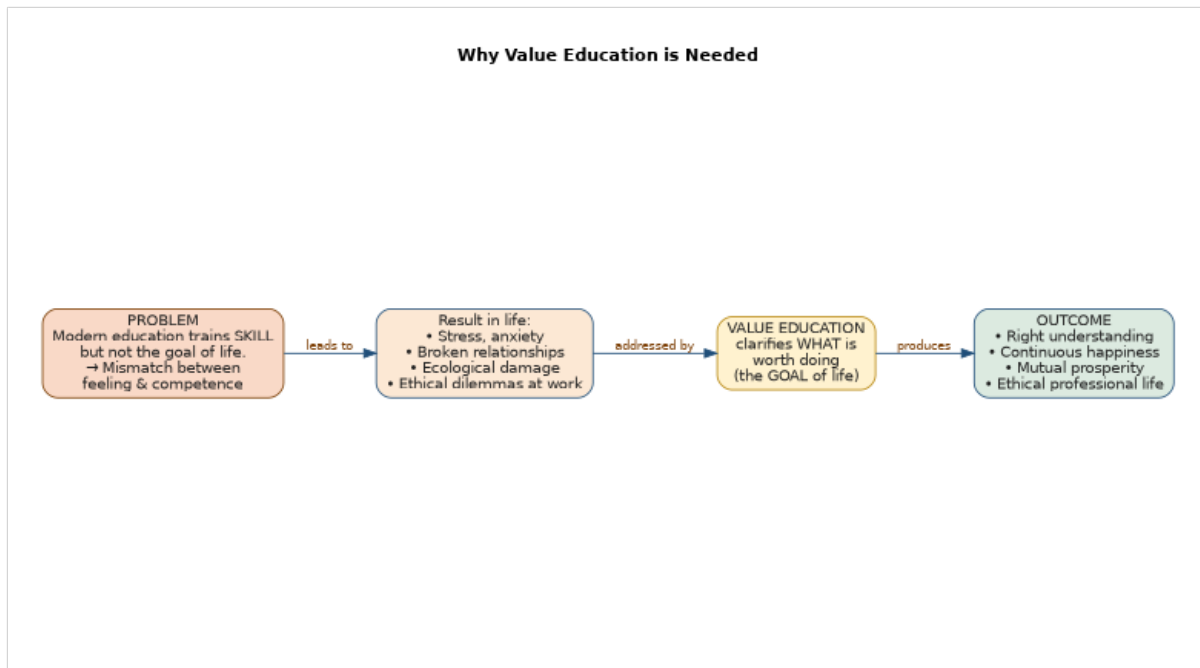 Why Value Education is Needed
PROBLEM
Modern education trains SKILL
but not the goal of life.
→ Mismatch between
feeling & competence
leads to
Result in life:
• Stress, anxiety
• Broken relationships
• Ecological damage
• Ethical dilemmas at work
addressed by
VALUE EDUCATION
clarifies WHAT is
worth doing
(the GOAL of life)
produces
OUTCOME
• Right understanding
• Continuous happiness
• Mutual prosperity
• Ethical professional life